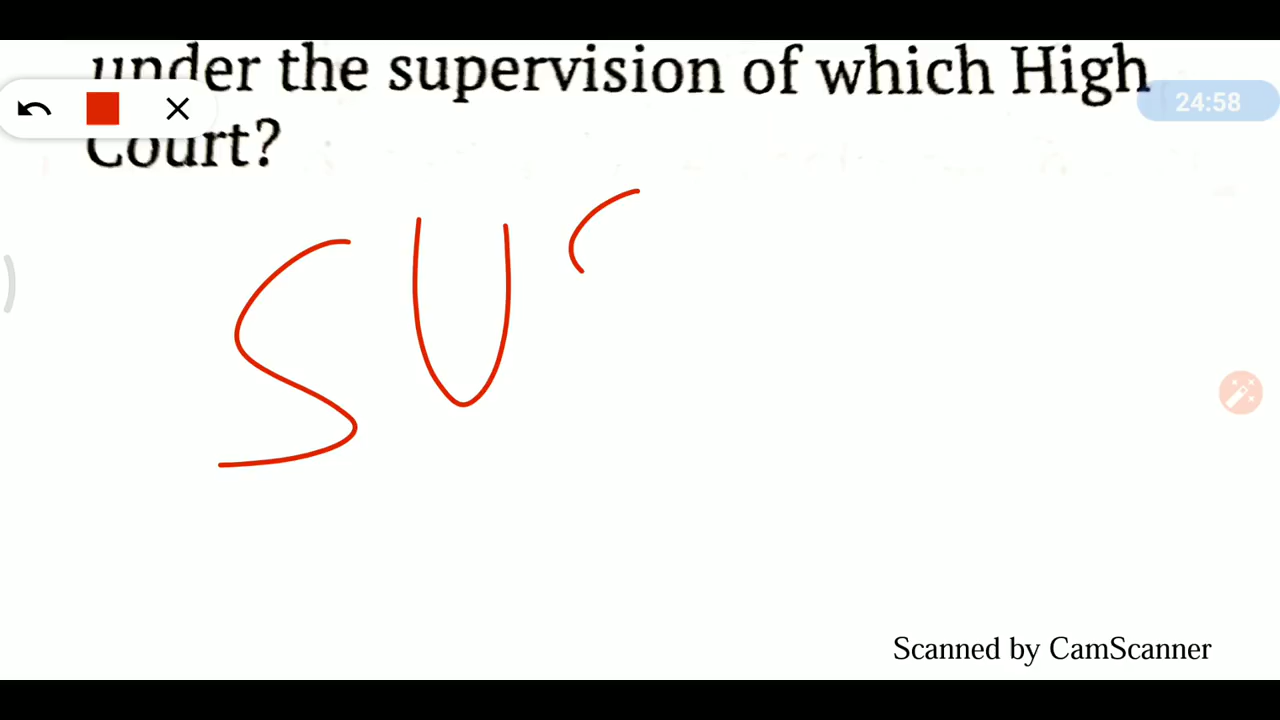 under the supervision of which High
24:58
Court?
SU
Scanned by CamScanner